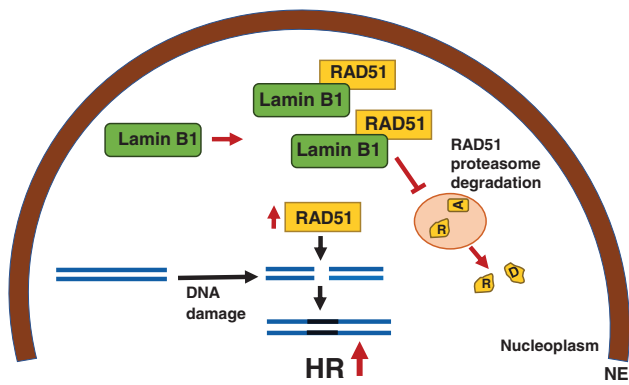 RAD51
Lamin B1
RAD51
Lamin B1
Lamin B1
RAD51
proteasome
degradation
A
R
RAD51
R
D
DNA
damage
HR
Nucleoplasm
NE